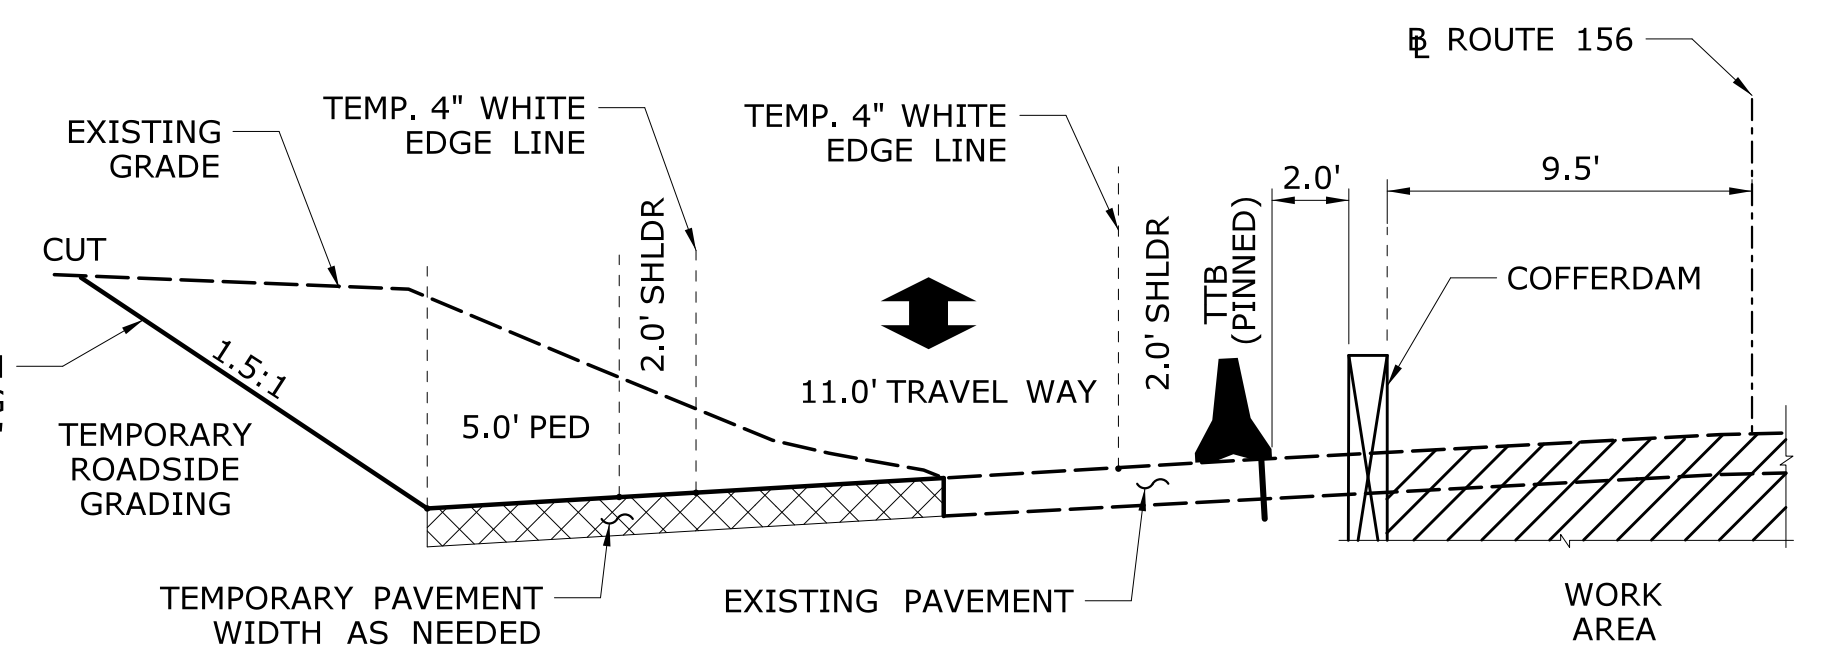 ℄ ROUTE 156
TEMP. 4" WHITE
EDGE LINE
TEMP. 4" WHITE
EDGE LINE
EXISTING
GRADE
2.0'
9.5'
CUT
2.0' SHLDR
2.0' SHLDR
TTB
(PINNED)
COFFERDAM
1.5:1
11.0' TRAVEL WAY
5.0' PED
TEMPORARY
ROADSIDE
GRADING
TEMPORARY PAVEMENT
WIDTH AS NEEDED
EXISTING PAVEMENT
WORK
AREA